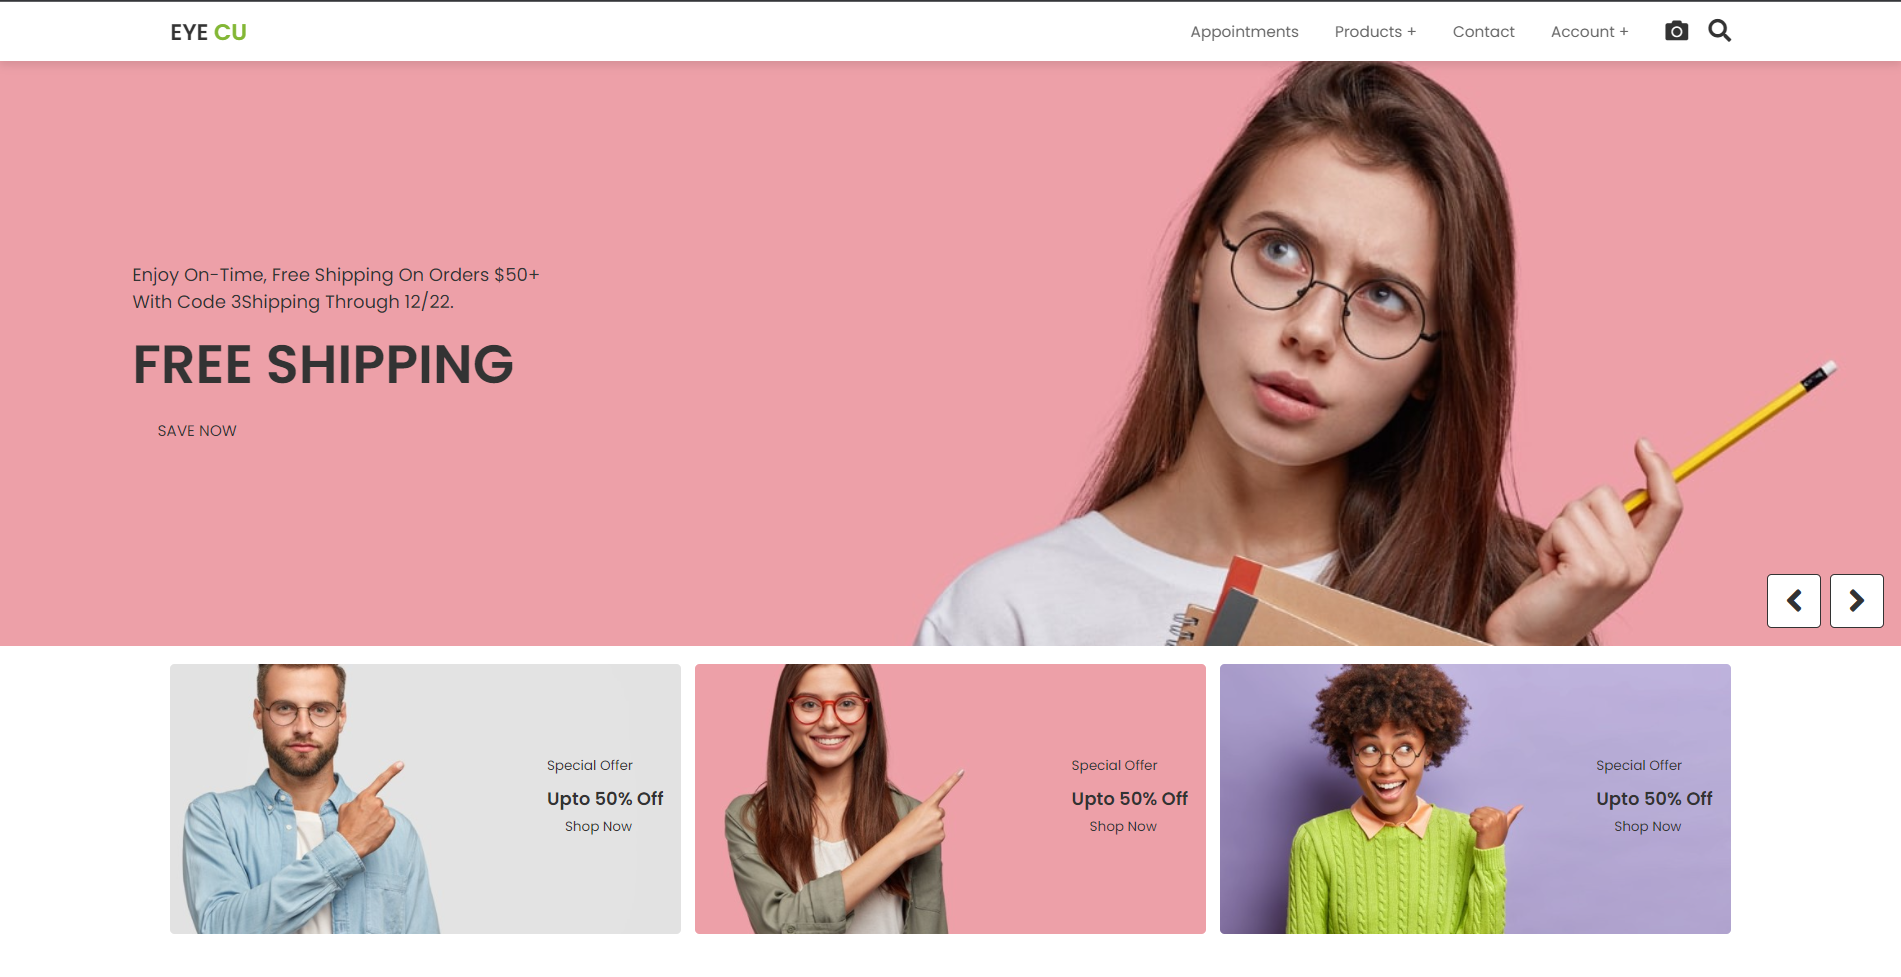 EYE CU
Appointments
Products +
Contact
Account +
Enjoy On-Time, Free Shipping On Orders $50+
With Code 3Shipping Through 12/22.
FREE SHIPPING
SAVE NOW
Special Offer
Upto 50% Off
Shop Now
Special Offer
Upto 50% Off
Shop Now
Special Offer
Upto 50% Off
Shop Now